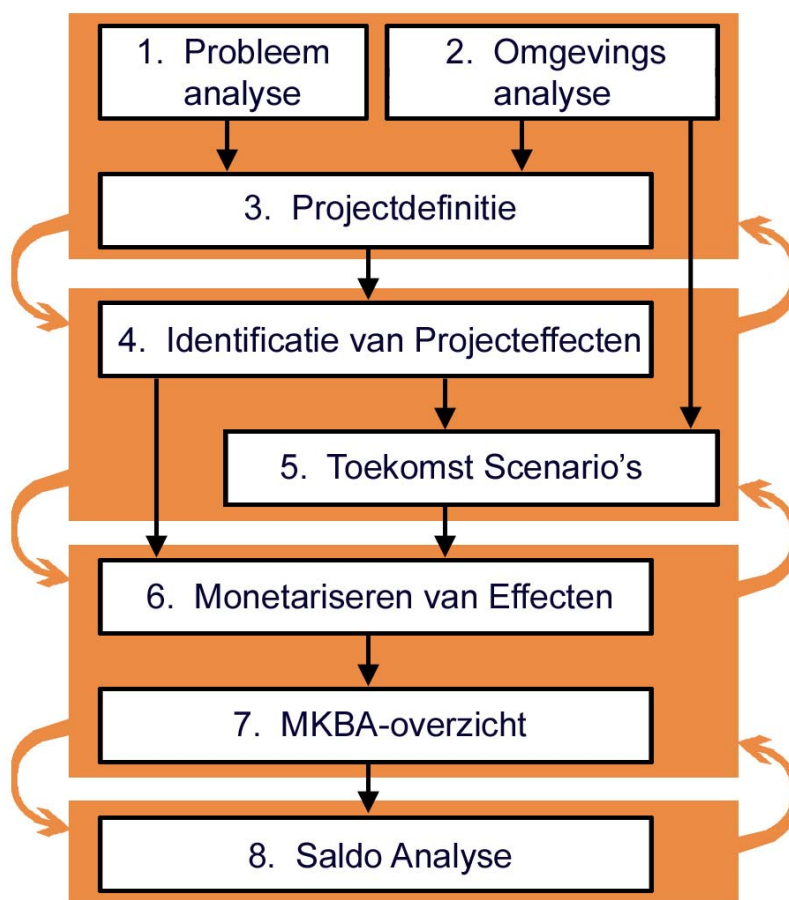 1. Probleem
analyse
2. Omgevings
analyse
3. Projectdefinitie
4. Identificatie van Projecteffecten
5. Toekomst Scenario's
6. Monetariseren van Effecten
7. MKBA-overzicht
8. Saldo Analyse